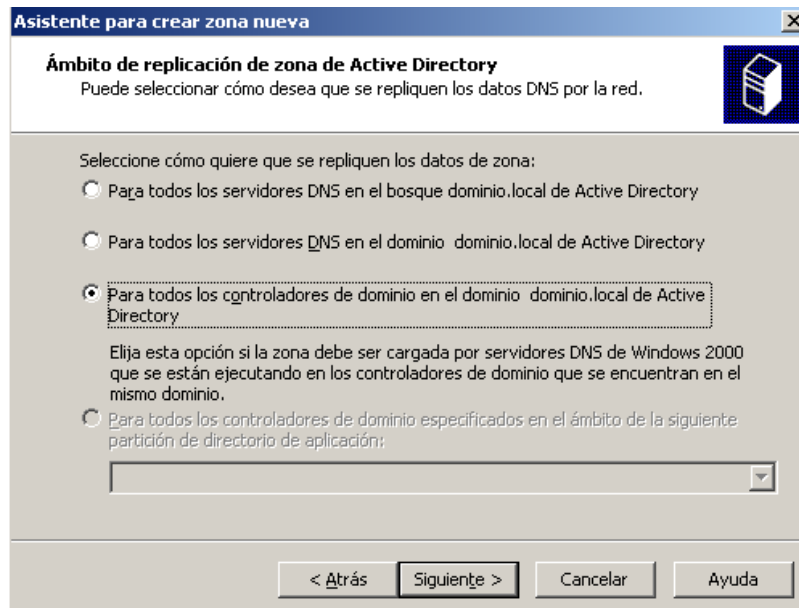 Asistente para crear zona nueva
Ámbito de replicación de zona de Active Directory
Puede seleccionar cómo desea que se repliquen los datos DNS por la red.
Seleccione cómo quiere que se repliquen los datos de zona:
Para todos los servidores DNS en el bosque dominio.local de Active Directory
Para todos los servidores DNS en el dominio dominio.local de Active Directory
Para todos los controladores de dominio en el dominio dominio.local de Active
Directory
Elija esta opción si la zona debe ser cargada por servidores DNS de Windows 2000
que se están ejecutando en los controladores de dominio que se encuentran en el
mismo dominio.
Para todos los controladores de dominio especificados en el ámbito de la siguiente
partición de directorio de aplicación:
< Atrás Siguiente > Cancelar Ayuda